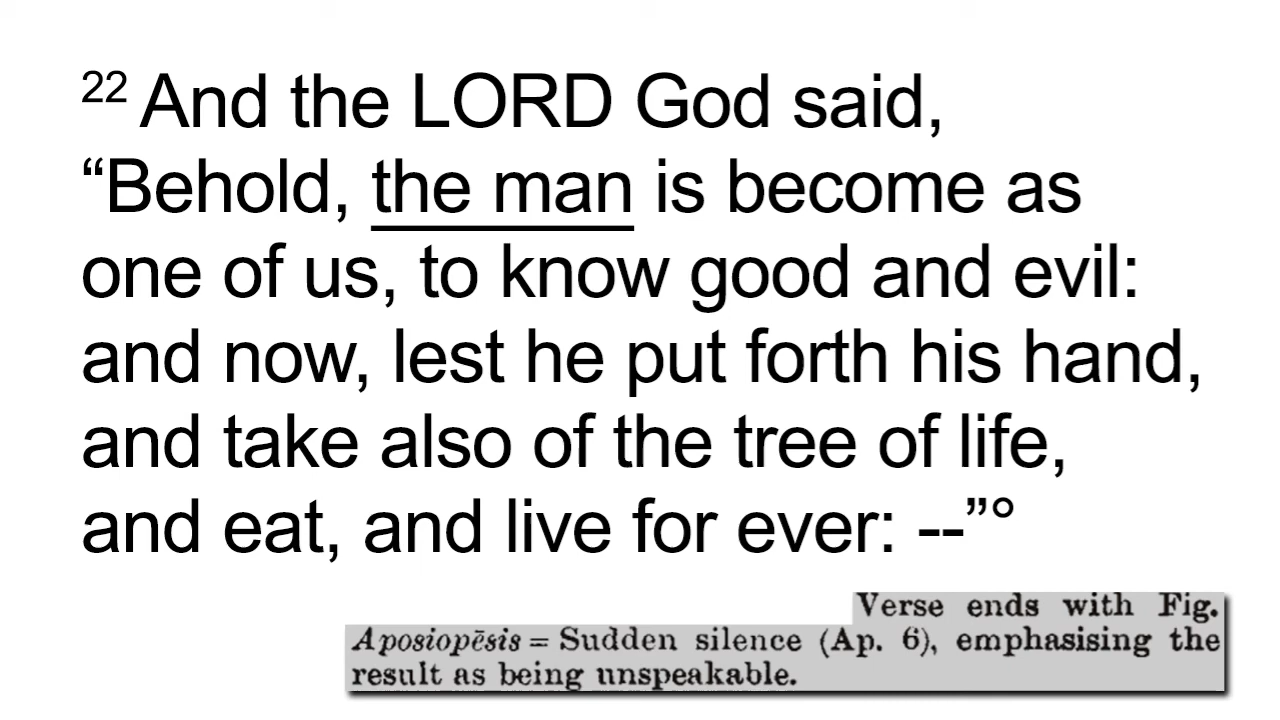 22 And the LORD God said,
“Behold, the man is become as
one of us, to know good and evil:
and now, lest he put forth his hand,
and take also of the tree of life,
and eat, and live for ever: --”°
Verse ends with Fig.
Aposiopēsis = Sudden silence (Ap. 6), emphasising the
result as being unspeakable.